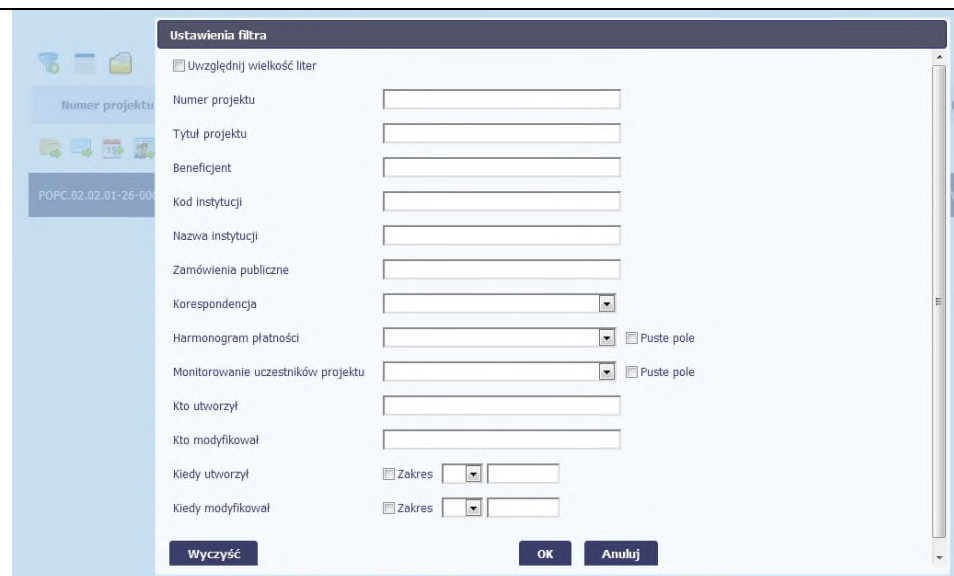 Ustawienia filtra
Uwzględnij wielkość liter
Numer projektu
Numer projektu
Tytuł projektu
Beneficjent
POPC.02.02.01-26-000
Kod instytucji
Nazwa instytucji
Zamówienia publiczne
Korespondencja
Harmonogram płatności Puste pole
Monitorowanie uczestników projektu Puste pole
Kto utworzył
Kto modyfikował
Kiedy utworzył Zakres
Kiedy modyfikował Zakres
Wyczyść OK Anuluj